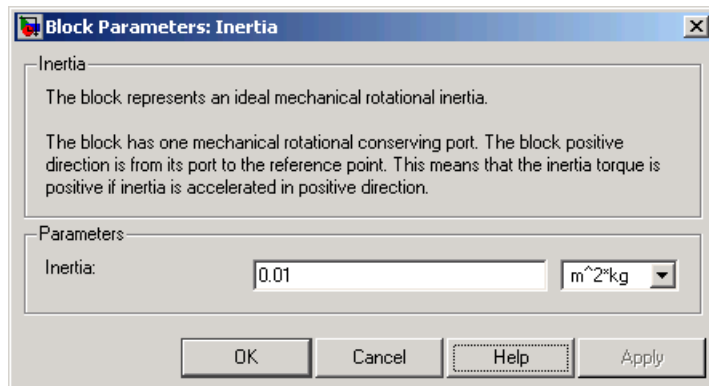 Block Parameters: Inertia
Inertia
The block represents an ideal mechanical rotational inertia.
The block has one mechanical rotational conserving port. The block positive
direction is from its port to the reference point. This means that the inertia torque is
positive if inertia is accelerated in positive direction.
Parameters
Inertia: 0.01 m^2*kg
OK Cancel Help Apply